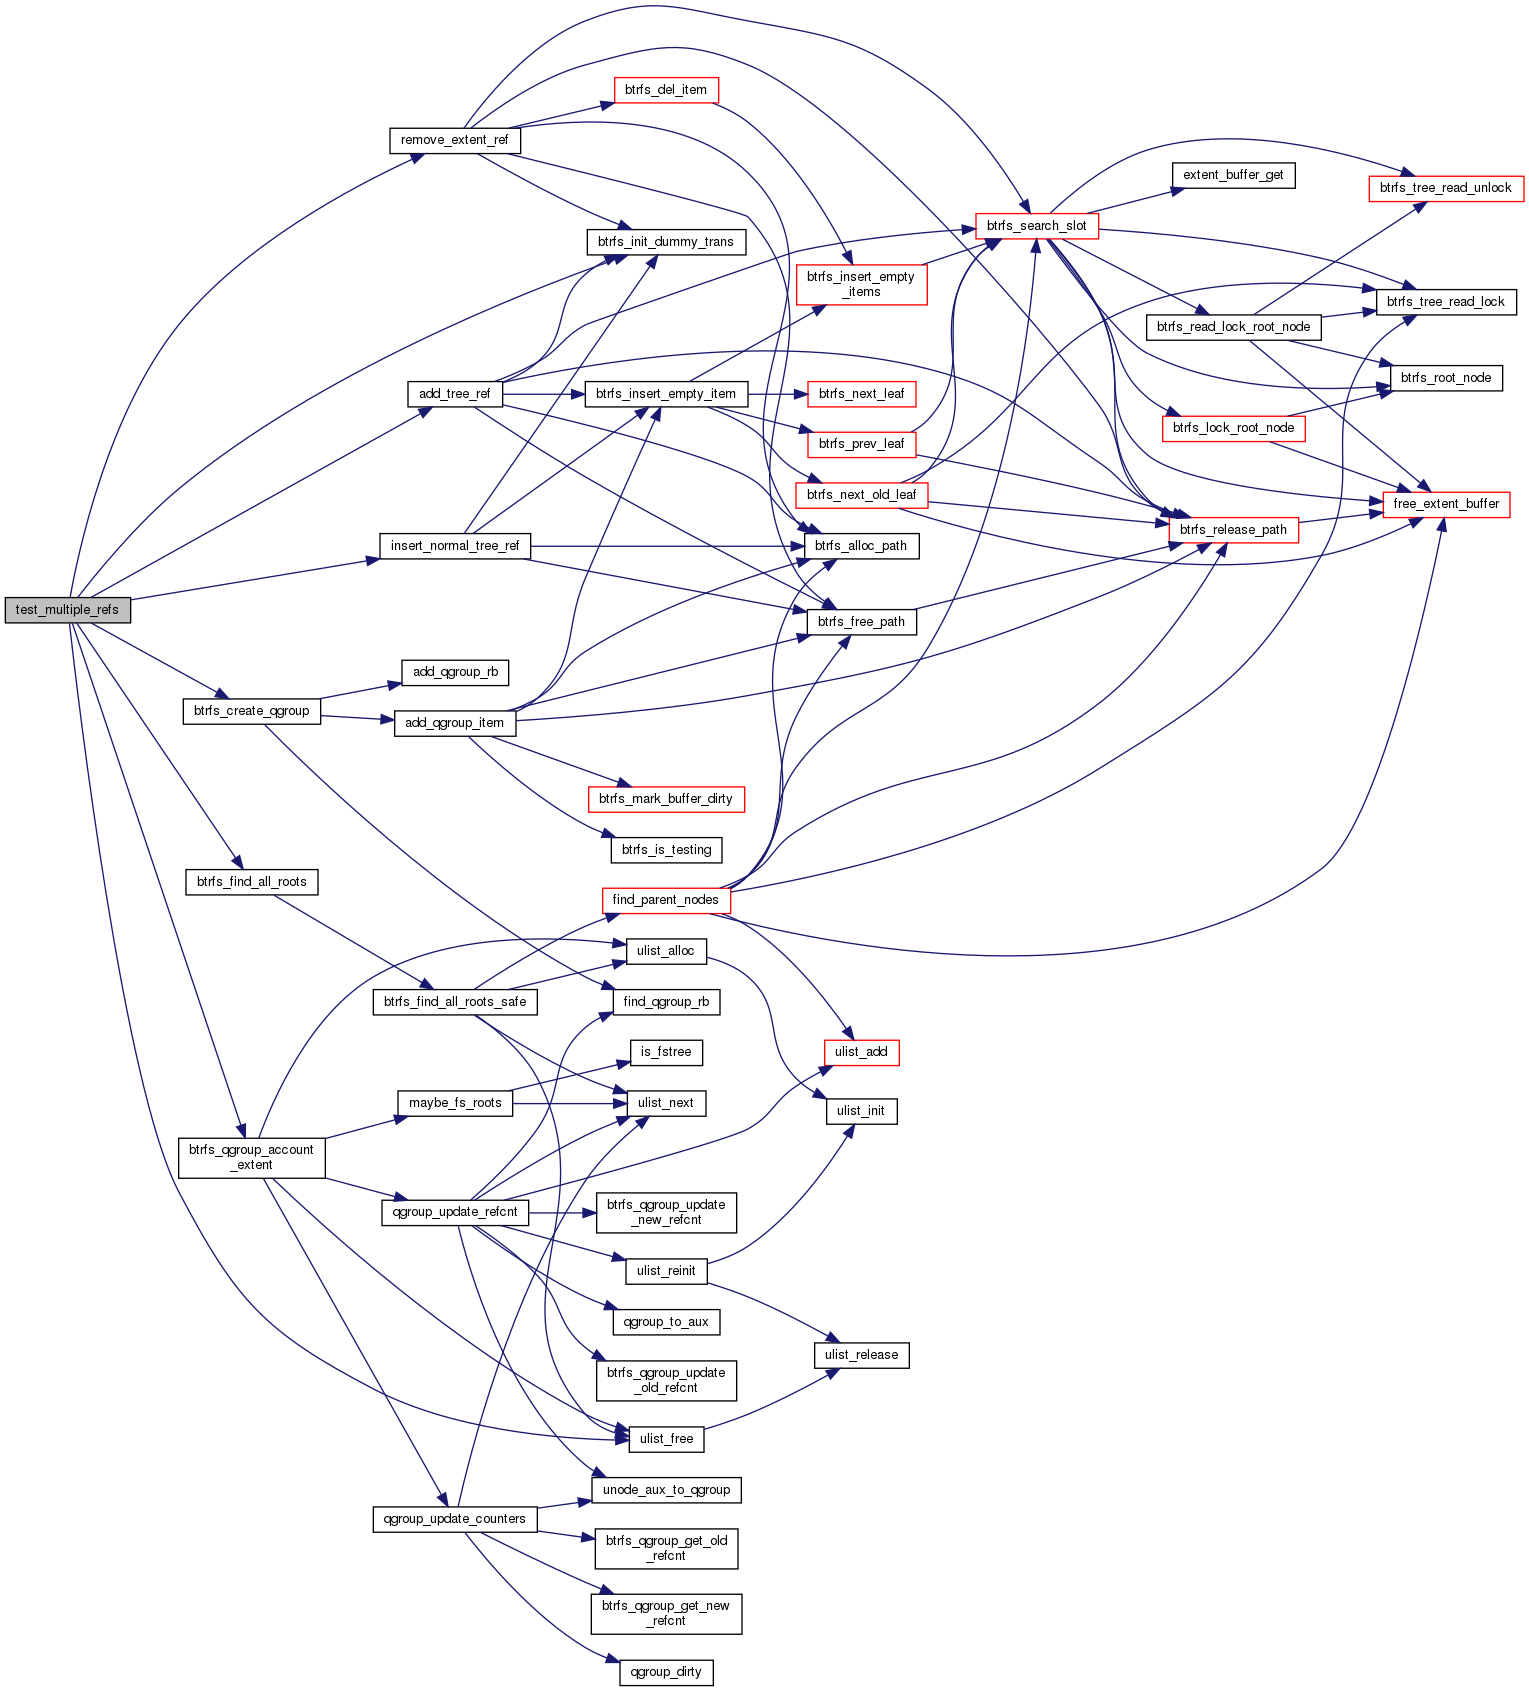 btrfs_del_item
remove_extent_ref
extent_buffer_get
btrfs_tree_read_unlock
btrfs_search_slot
btrfs_init_dummy_trans
btrfs_insert_empty
_items
btrfs_tree_read_lock
btrfs_read_lock_root_node
btrfs_root_node
add_tree_ref
btrfs_insert_empty_item
btrfs_next_leaf
btrfs_lock_root_node
btrfs_prev_leaf
btrfs_next_old_leaf
free_extent_buffer
btrfs_release_path
insert_normal_tree_ref
btrfs_alloc_path
test_multiple_refs
btrfs_free_path
add_qgroup_rb
btrfs_create_qgroup
add_qgroup_item
btrfs_mark_buffer_dirty
btrfs_is_testing
btrfs_find_all_roots
find_parent_nodes
ulist_alloc
btrfs_find_all_roots_safe
find_qgroup_rb
is_fstree
ulist_add
maybe_fs_roots
ulist_next
ulist_init
btrfs_qgroup_account
_extent
qgroup_update_refcnt
btrfs_qgroup_update
_new_refcnt
ulist_reinit
qgroup_to_aux
ulist_release
btrfs_qgroup_update
_old_refcnt
ulist_free
unode_aux_to_qgroup
qgroup_update_counters
btrfs_qgroup_get_old
_refcnt
btrfs_qgroup_get_new
_refcnt
qgroup_dirty